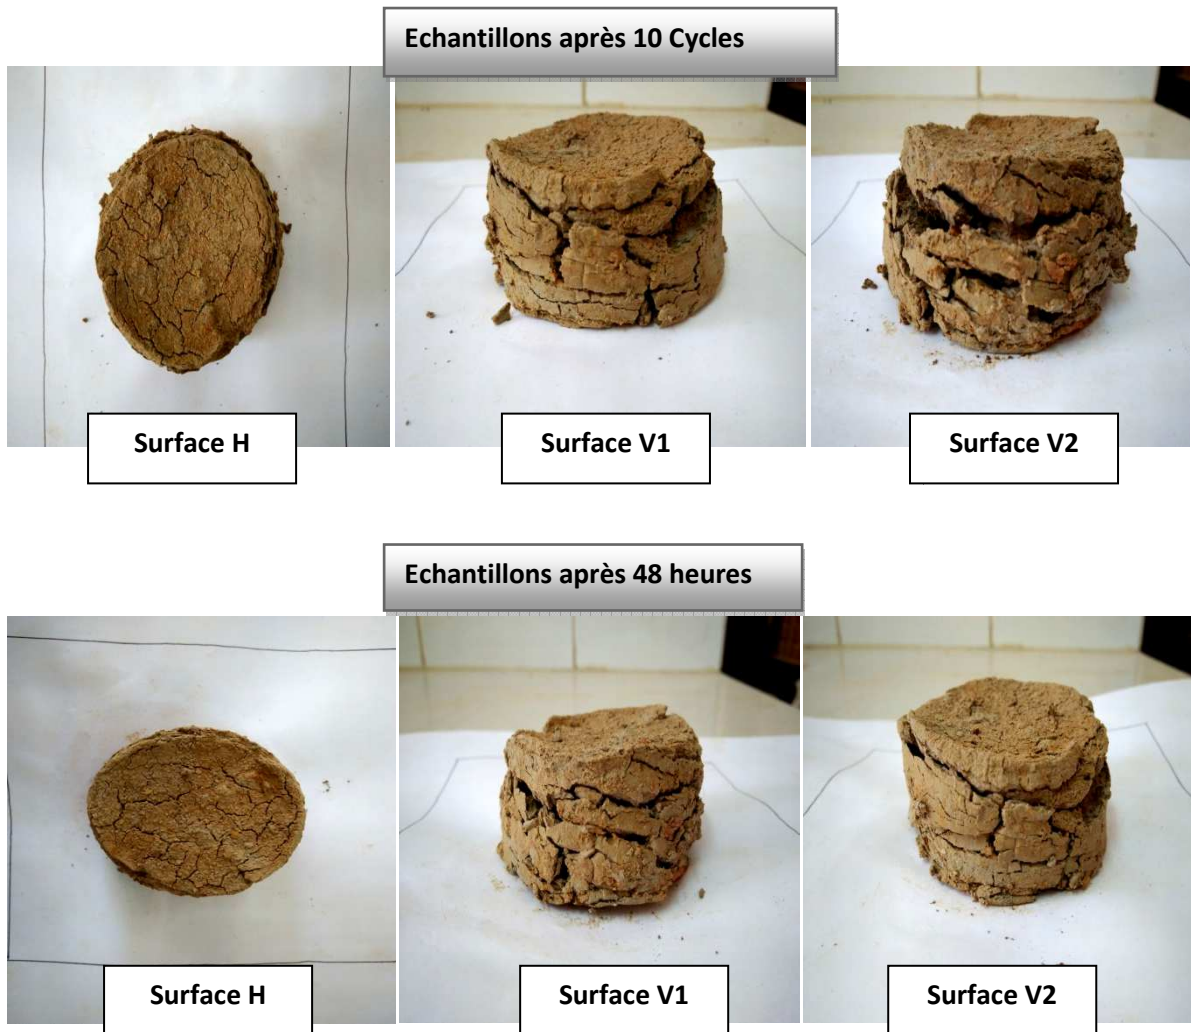 Echantillons après 10 Cycles
Surface H
Surface V1
Surface V2
Echantillons après 48 heures
Surface H
Surface V1
Surface V2